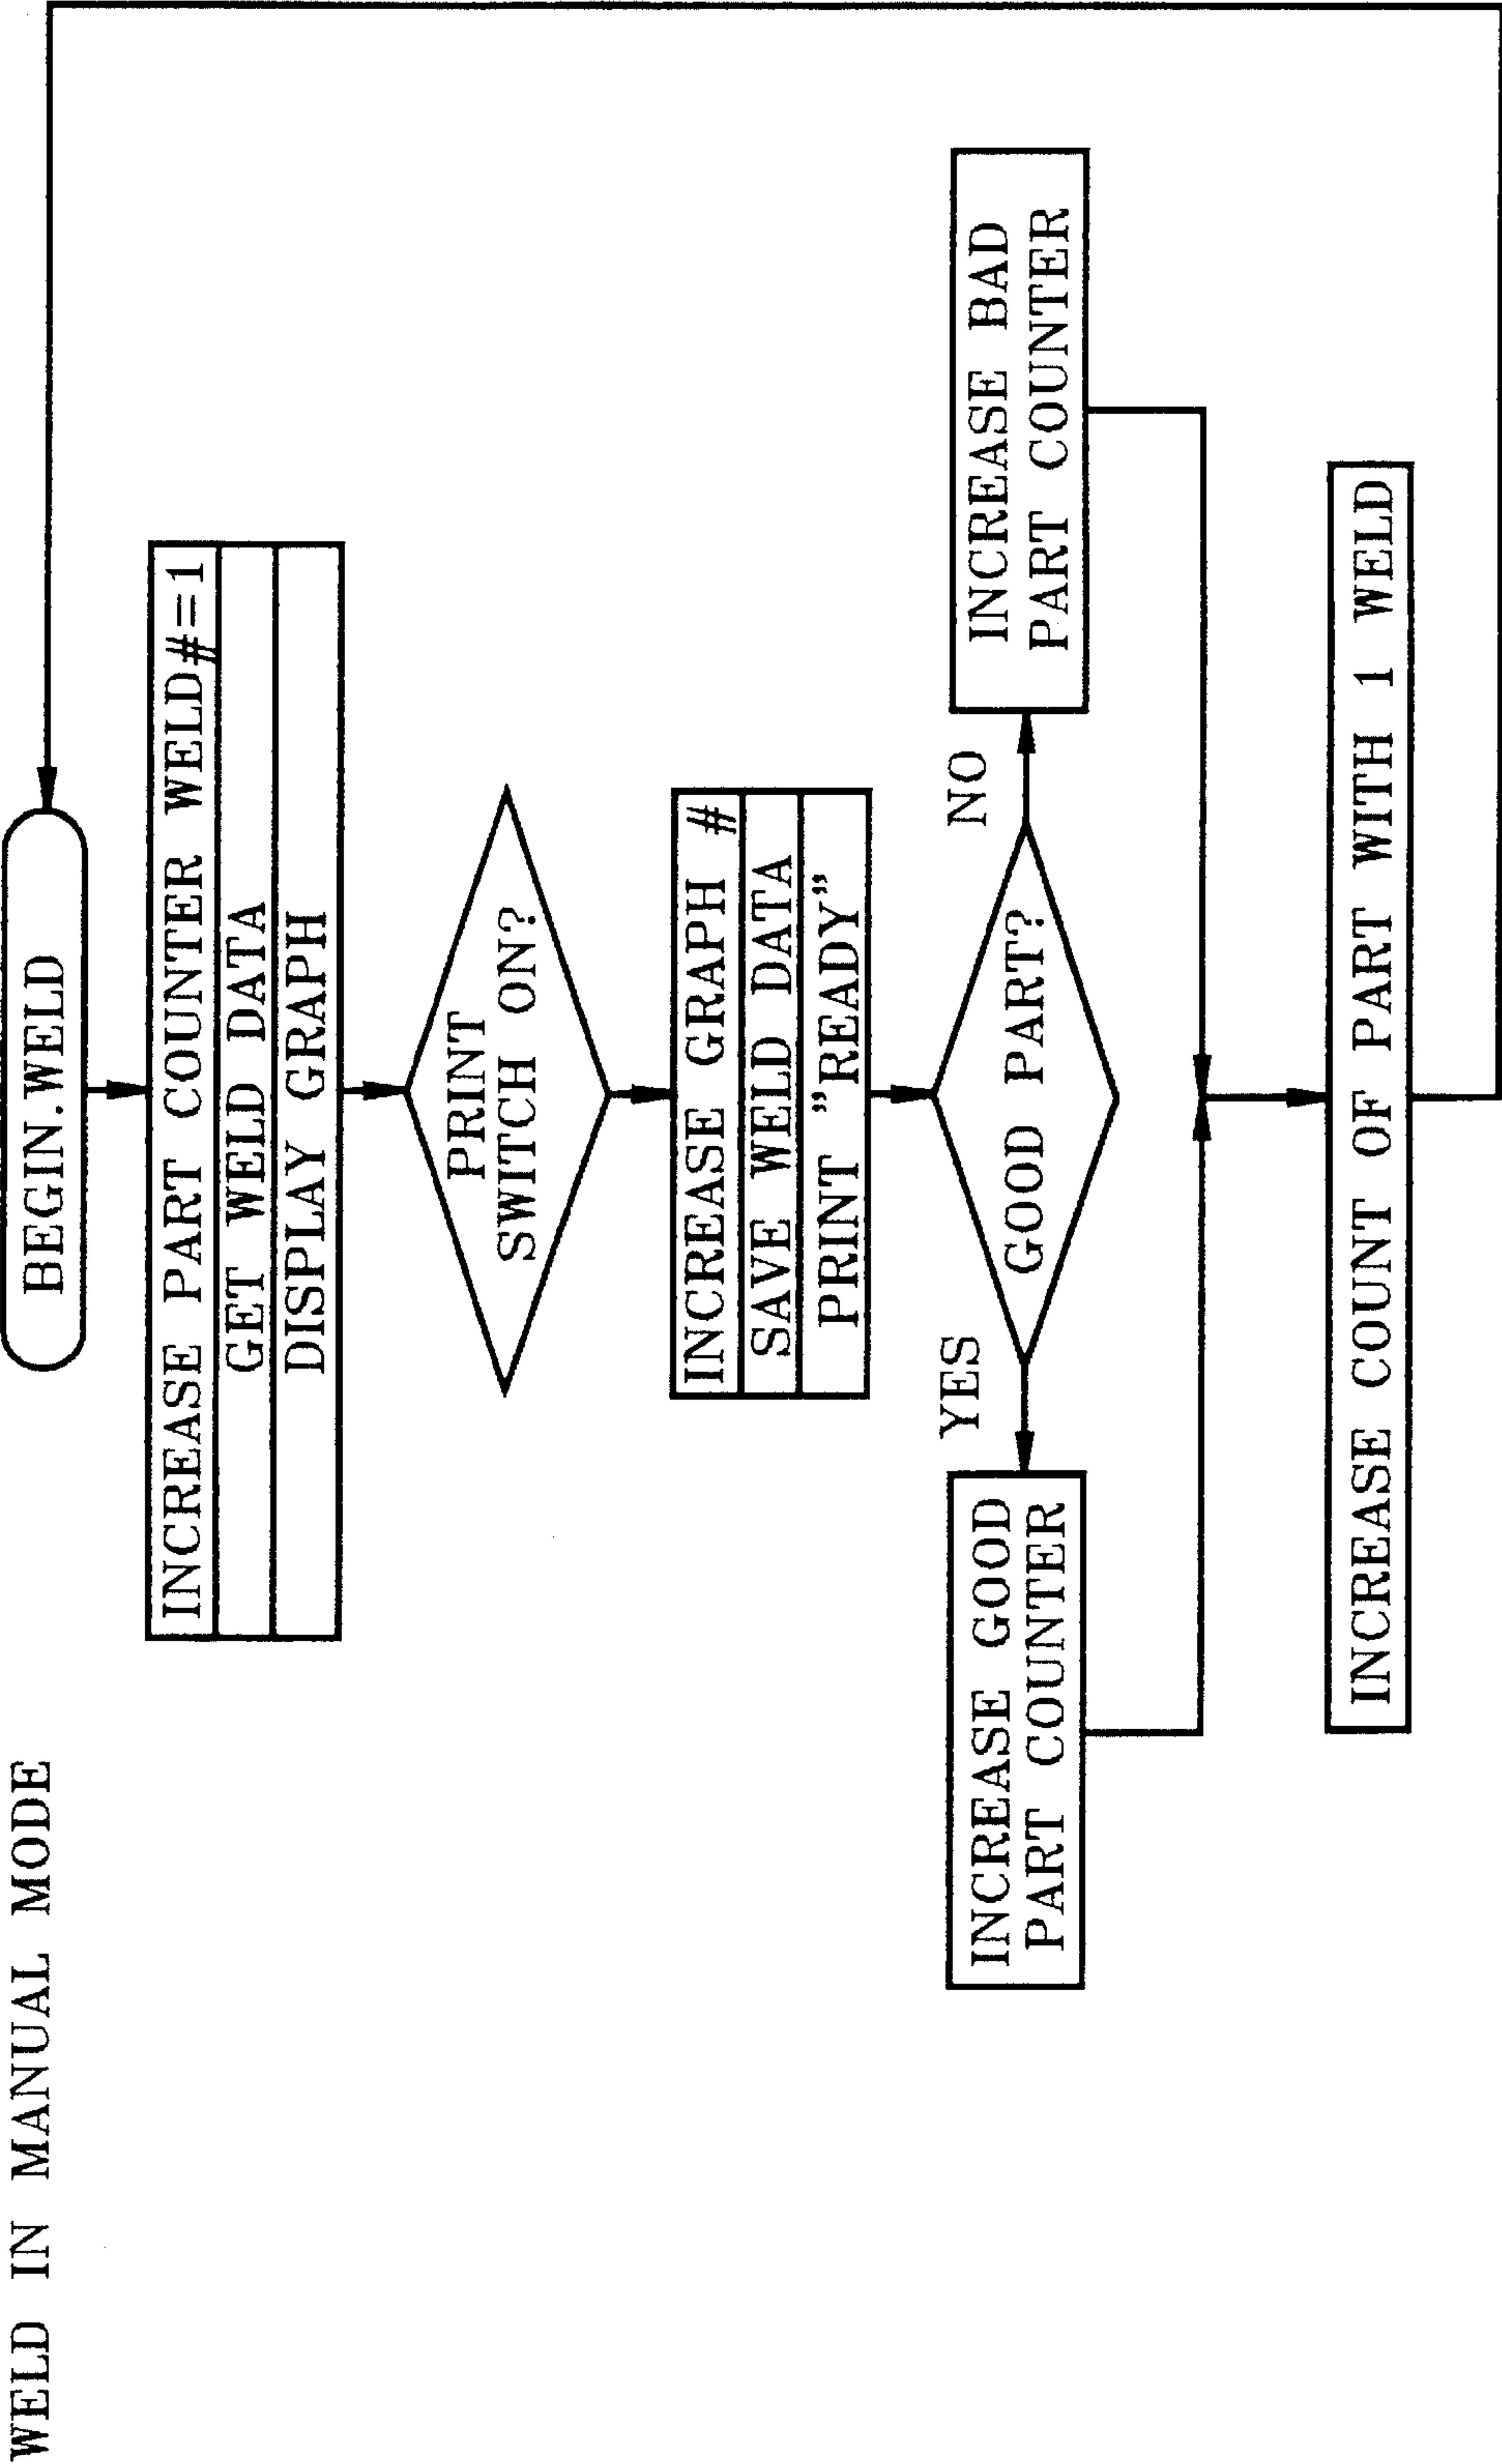 WELD IN MANUAL MODE
BEGIN.WELD
INCREASE PART COUNTER WELD#=1
GET WELD DATA
DISPLAY GRAPH
PRINT
SWITCH ON?
INCREASE GRAPH #
SAVE WELD DATA
PRINT "READY"
GOOD PART?
YES
NO
INCREASE GOOD
PART COUNTER
INCREASE BAD
PART COUNTER
INCREASE COUNT OF PART WITH 1 WELD